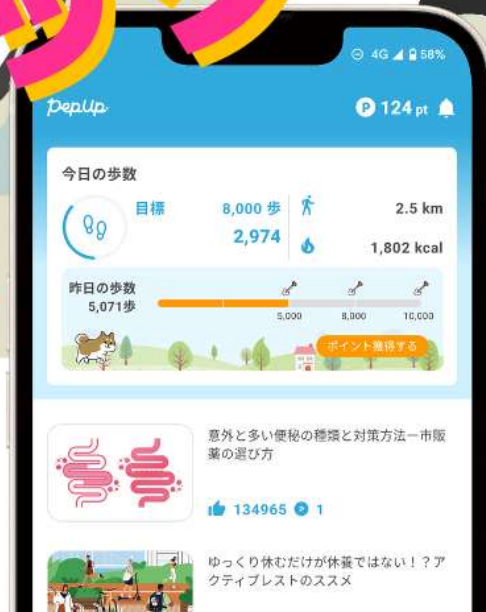 4G 58%
PepUp
P 124 pt
今日の歩数
目標 8,000 歩
2,974
2.5 km
1,802 kcal
昨日の歩数
5,071歩
5,000 8,000 10,000
ポイント獲得する
意外と多い便秘の種類と対策方法ー市販
薬の選び方
134965 1
ゆっくり休むだけが休養ではない!?ア
クティブレストのススメ